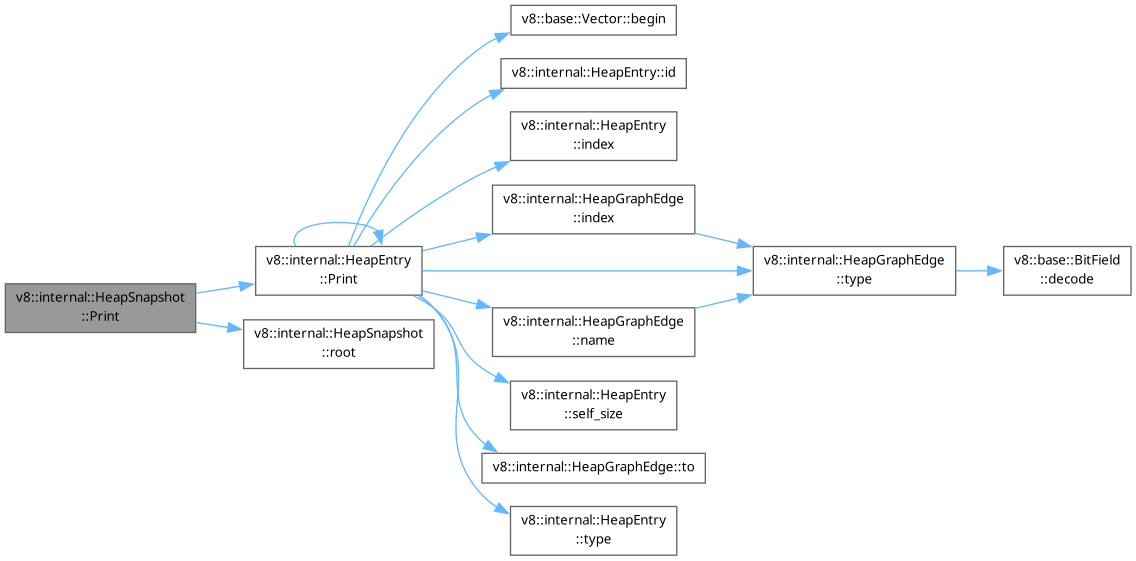 v8::base::Vector::begin
v8::internal::HeapEntry::id
v8::internal::HeapEntry
::index
v8::internal::HeapGraphEdge
::index
v8::internal::HeapEntry
::Print
v8::internal::HeapGraphEdge
::type
v8::base::BitField
::decode
v8::internal::HeapSnapshot
::Print
v8::internal::HeapSnapshot
::root
v8::internal::HeapGraphEdge
::name
v8::internal::HeapEntry
::self_size
v8::internal::HeapGraphEdge::to
v8::internal::HeapEntry
::type